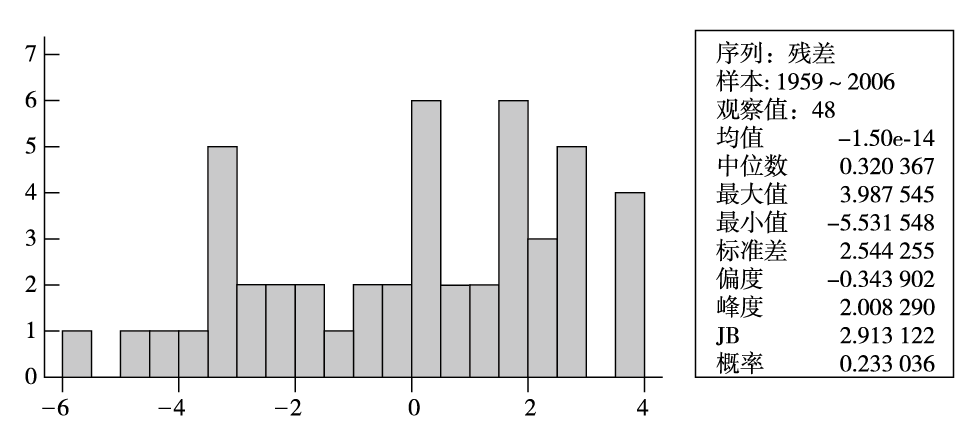 7
6
5
4
3
2
1
0
−6 −4 −2 0 2 4
序列：残差
样本: 1959 ~ 2006
观察值：48
均值 −1.50e-14
中位数 0.320 367
最大值 3.987 545
最小值 −5.531 548
标准差 2.544 255
偏度 −0.343 902
峰度 2.008 290
JB 2.913 122
概率 0.233 036